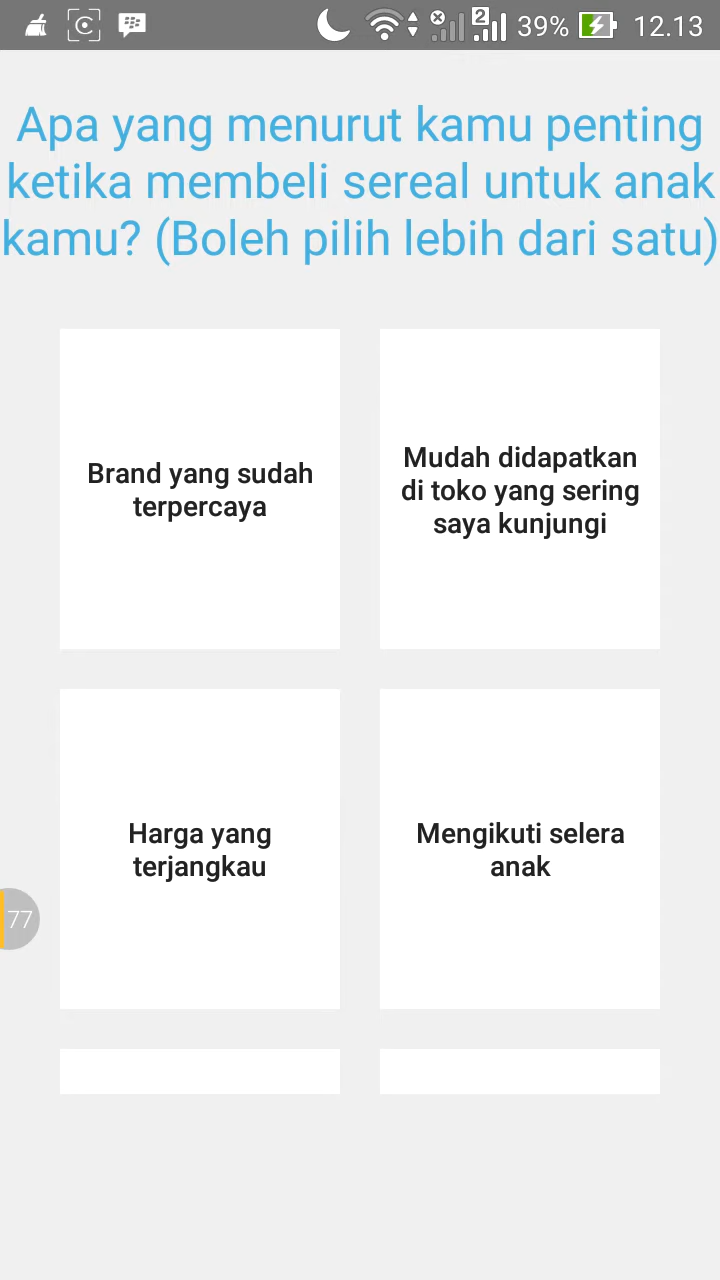 39% 12.13
2
Apa yang menurut kamu penting
ketika membeli sereal untuk anak
kamu? (Boleh pilih lebih dari satu)
Brand yang sudah
terpercaya
Mudah didapatkan
di toko yang sering
saya kunjungi
Harga yang
terjangkau
Mengikuti selera
anak
77